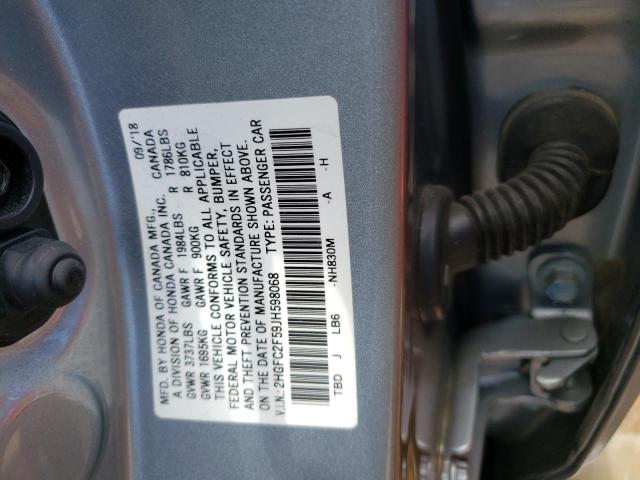 MFD. BY HONDA OF CANADA MFG., 09/'18
A DIVISION OF HONDA CANADA INC. CANADA
GVWR 3737LBS GAWR F 1984LBS R 1786LBS
GVWR 1695KG GAWR F 900KG R 810KG
THIS VEHICLE CONFORMS TO ALL APPLICABLE
FEDERAL MOTOR VEHICLE SAFETY, BUMPER,
AND THEFT PREVENTION STANDARDS IN EFFECT
ON THE DATE OF MANUFACTURE SHOWN ABOVE.
V.I.N.:2HGFC2F59JH598068 TYPE: PASSENGER CAR
TBD J LB6 -NH830M -A -H